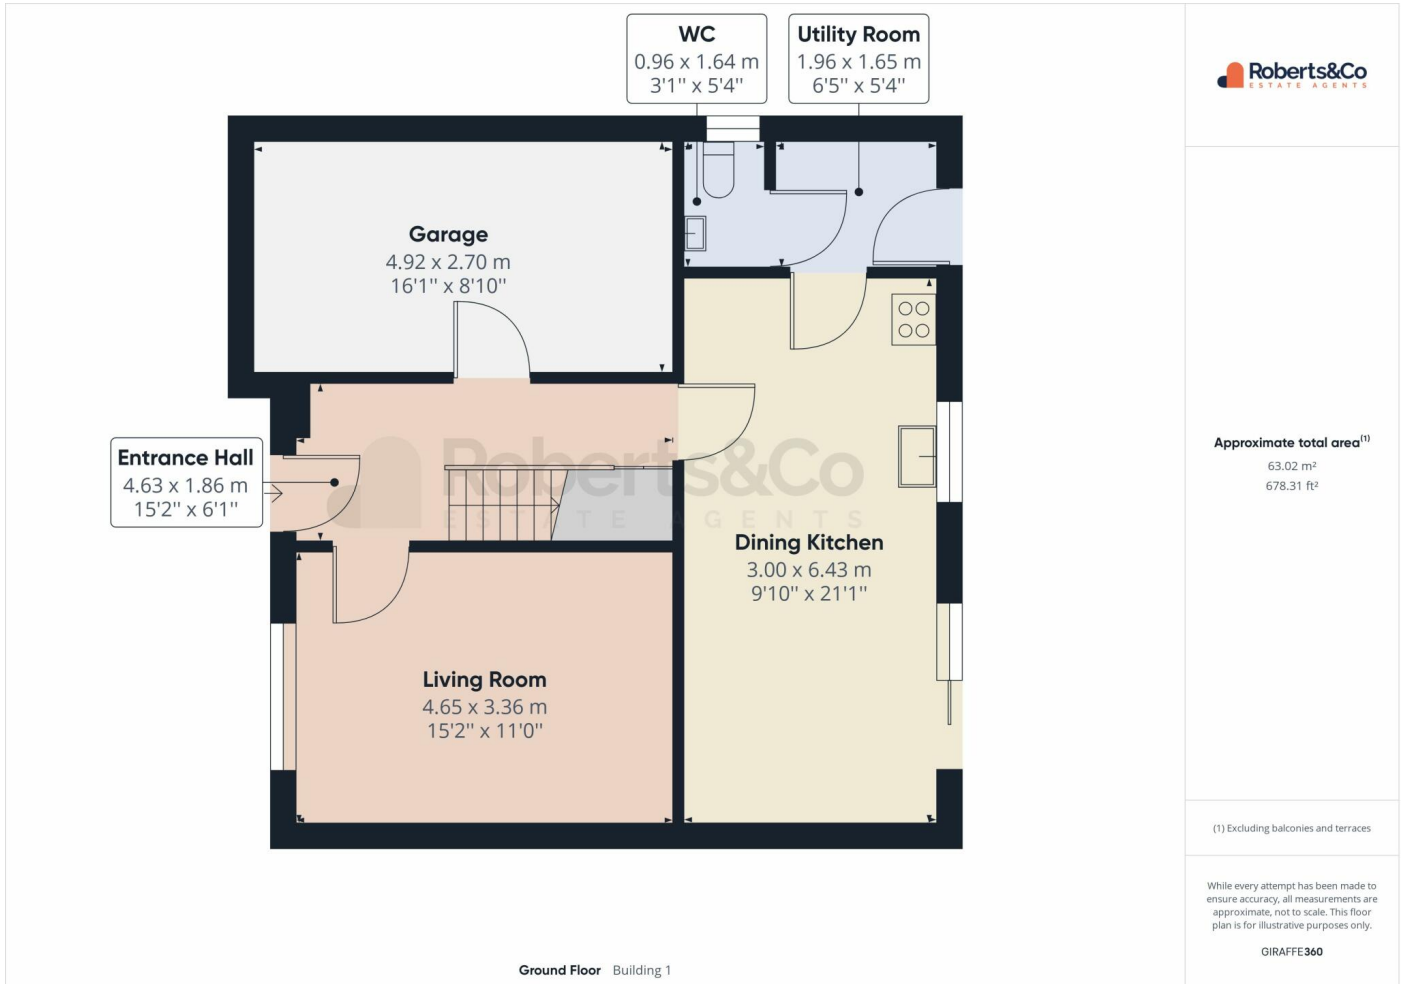 WC
0.96 x 1.64 m
3'1'' x 5'4''
Utility Room
1.96 x 1.65 m
6'5'' x 5'4''
Garage
4.92 x 2.70 m
16'1'' x 8'10''
Entrance Hall
4.63 x 1.86 m
15'2'' x 6'1''
Roberts&Co
ESTATE AGENTS
Dining Kitchen
3.00 x 6.43 m
9'10'' x 21'1''
Living Room
4.65 x 3.36 m
15'2'' x 11'0''
Ground Floor Building 1
Roberts&Co
ESTATE AGENTS
Approximate total area(1)
63.02 m²
678.31 ft²
(1) Excluding balconies and terraces
While every attempt has been made to
ensure accuracy, all measurements are
approximate, not to scale. This floor
plan is for illustrative purposes only.
GIRAFFE360